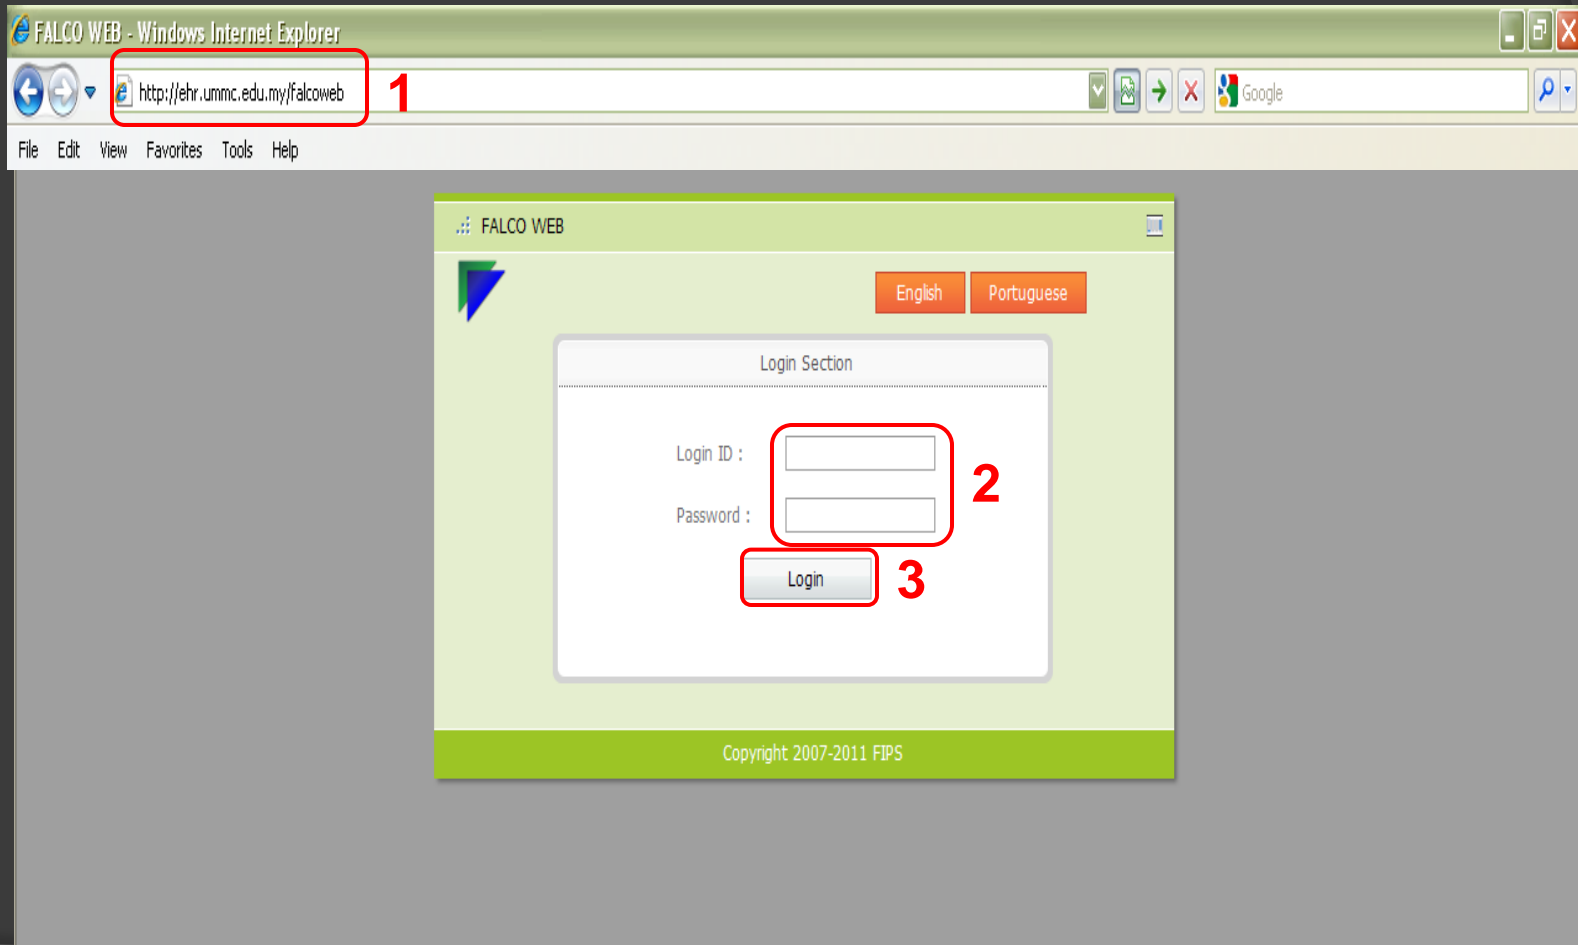 FALCO WEB - Windows Internet Explorer
http://ehr.ummc.edu.my/falcoweb
1
Google
File Edit View Favorites Tools Help
FALCO WEB
English Portuguese
Login Section
Login ID :
Password :
2
Login
3
Copyright 2007-2011 FIPS